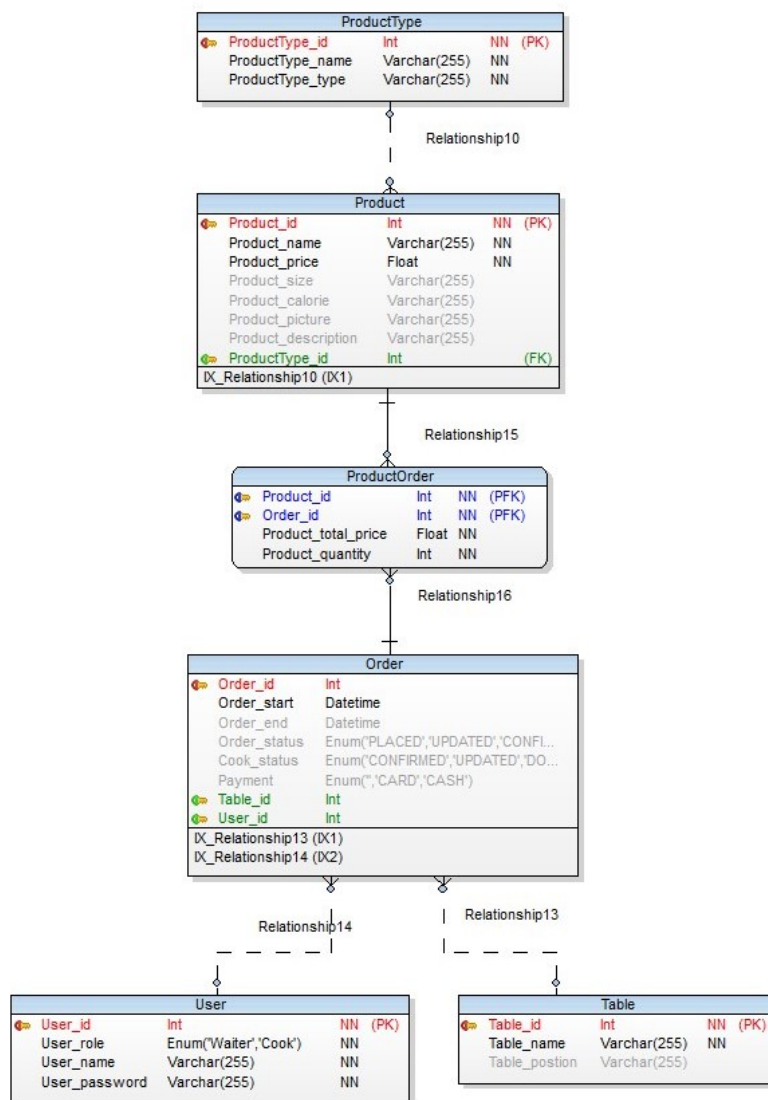 ProductType
ProductType_id Int NN (PK)
ProductType_name Varchar(255) NN
ProductType_type Varchar(255) NN
Relationship10
Product
Product_id Int NN (PK)
Product_name Varchar(255) NN
Product_price Float NN
Product_size Varchar(255)
Product_calorie Varchar(255)
Product_picture Varchar(255)
Product_description Varchar(255)
ProductType_id Int (FK)
IX_Relationship10 (IX1)
Relationship15
ProductOrder
Product_id Int NN (PFK)
Order_id Int NN (PFK)
Product_total_price Float NN
Product_quantity Int NN
Relationship16
Order
Order_id Int
Order_start Datetime
Order_end Datetime
Order_status Enum('PLACED','UPDATED','CONFI...
Cook_status Enum('CONFIRMED','UPDATED','DO...
Payment Enum('','CARD','CASH')
Table_id Int
User_id Int
IX_Relationship13 (IX1)
IX_Relationship14 (IX2)
Relationship14
Relationship13
User
User_id Int NN (PK)
User_role Enum('Waiter','Cook') NN
User_name Varchar(255) NN
User_password Varchar(255) NN
Table
Table_id Int NN (PK)
Table_name Varchar(255) NN
Table_postion Varchar(255)